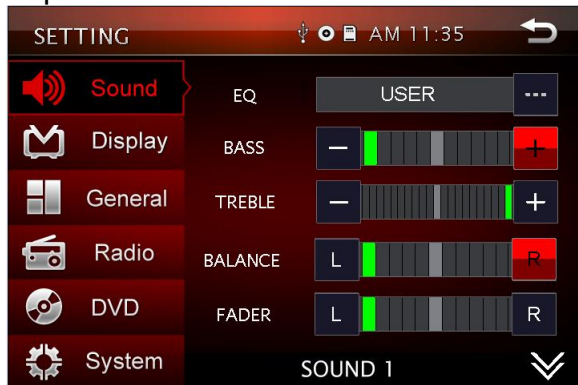 SETTING AM 11:35
Sound
EQ USER ---
Display
BASS − +
General
TREBLE − +
Radio
BALANCE L R
DVD
FADER L R
System
SOUND 1